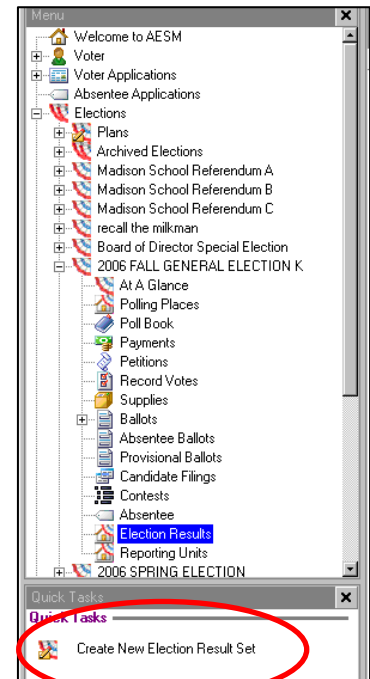 Menu
Welcome to AESM
Voter
Voter Applications
Absentee Applications
Elections
Plans
Archived Elections
Madison School Referendum A
Madison School Referendum B
Madison School Referendum C
recall the milkman
Board of Director Special Election
2006 FALL GENERAL ELECTION K
At A Glance
Polling Places
Poll Book
Payments
Petitions
Record Votes
Supplies
Ballots
Absentee Ballots
Provisional Ballots
Candidate Filings
Contests
Absentee
Election Results
Reporting Units
2006 SPRING ELECTION
Quick Tasks
Quick Tasks
Create New Election Result Set